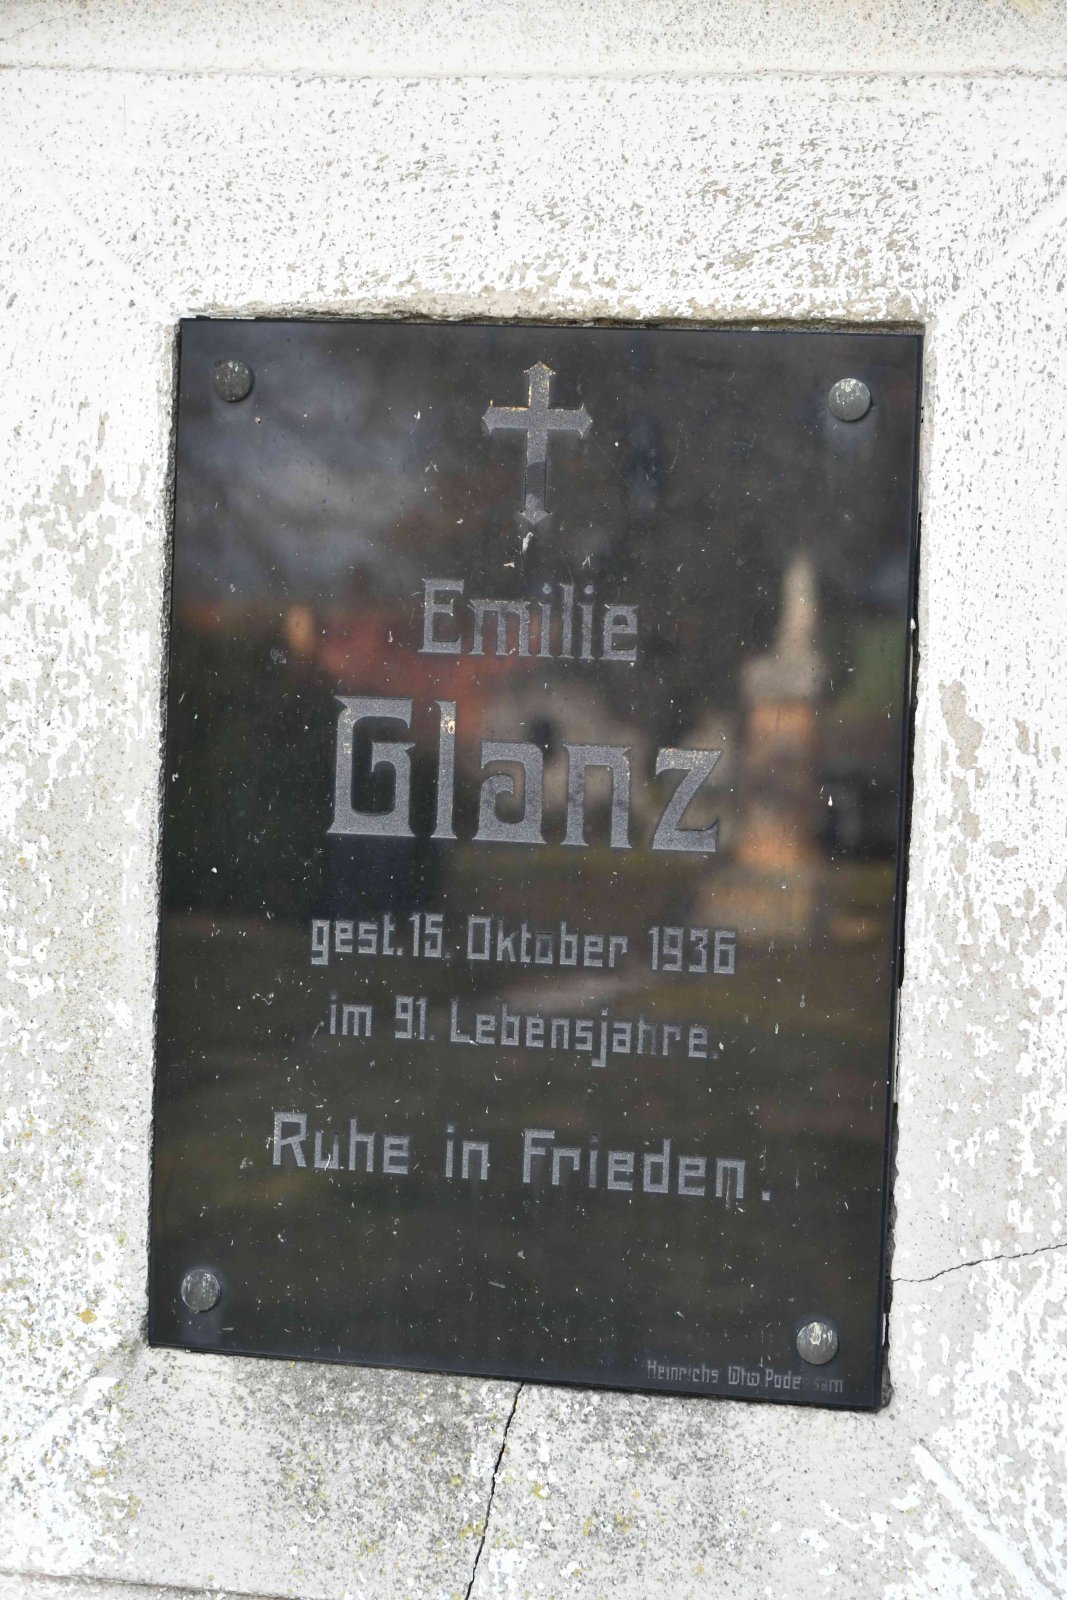 Emilie
Glanz
gest. 15. Oktober 1936
im 91. Lebensjahre.
Ruhe in Frieden.
Heinrichs Wtw. Podersam